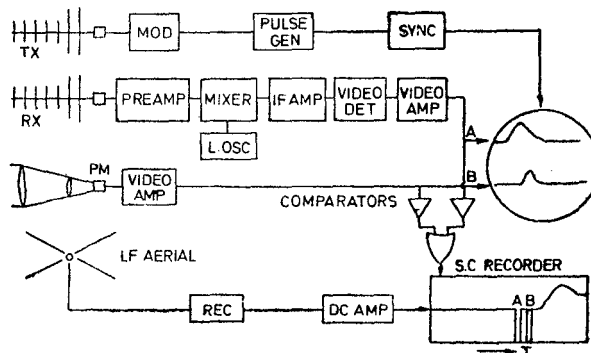 TX
MOD
PULSE
GEN
SYNC
RX
PREAMP
MIXER
IF AMP
VIDEO
DET
VIDEO
AMP
L.OSC
A
PM
VIDEO
AMP
B
COMPARATORS
LF AERIAL
S.C RECORDER
REC
DC AMP
A B
T